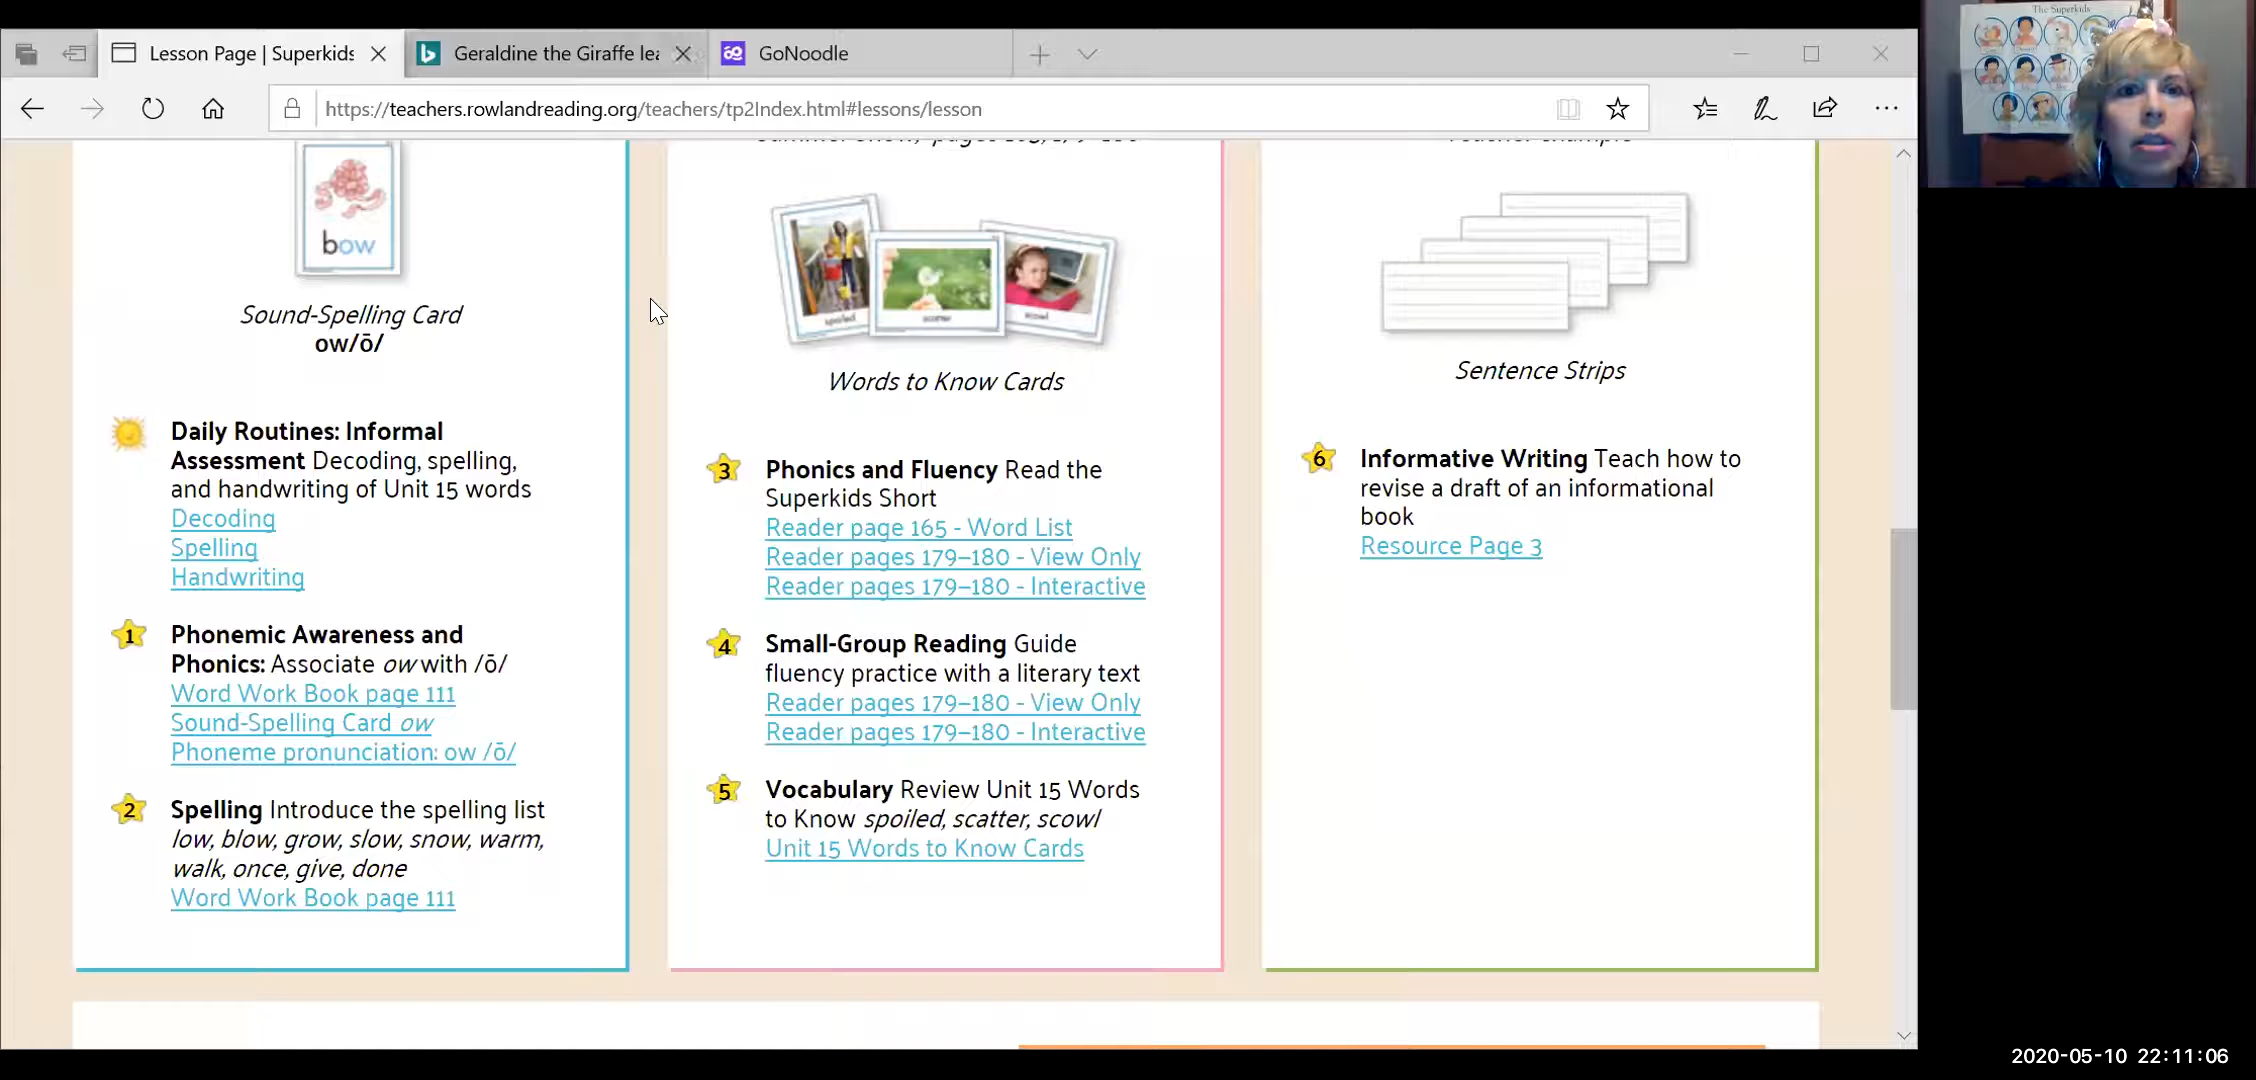 Lesson Page | Superkids
Geraldine the Giraffe lea
GoNoodle
https://teachers.rowlandreading.org/teachers/tp2Index.html#lessons/lesson
The Superkids
bow
Sound-Spelling Card
ow/ō/
Daily Routines: Informal
Assessment Decoding, spelling,
and handwriting of Unit 15 words
Decoding
Spelling
Handwriting
1 Phonemic Awareness and
Phonics: Associate ow with /ō/
Word Work Book page 111
Sound-Spelling Card ow
Phoneme pronunciation: ow /ō/
2 Spelling Introduce the spelling list
low, blow, grow, slow, snow, warm,
walk, once, give, done
Word Work Book page 111
spoiled
scatter
scowl
Words to Know Cards
3 Phonics and Fluency Read the
Superkids Short
Reader page 165 - Word List
Reader pages 179–180 - View Only
Reader pages 179–180 - Interactive
4 Small-Group Reading Guide
fluency practice with a literary text
Reader pages 179–180 - View Only
Reader pages 179–180 - Interactive
5 Vocabulary Review Unit 15 Words
to Know spoiled, scatter, scowl
Unit 15 Words to Know Cards
Sentence Strips
6 Informative Writing Teach how to
revise a draft of an informational
book
Resource Page 3
2020-05-10 22:11:06